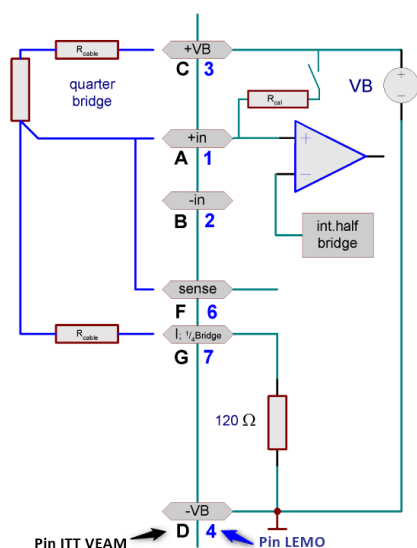 Rcable
+VB
C 3
quarter
bridge
Rcal
VB
+in
A 1
+
−
-in
B 2
int.half
bridge
sense
F 6
I; 1/4Bridge
Rcable
G 7
120 Ω
-VB
D 4
Pin ITT VEAM
Pin LEMO